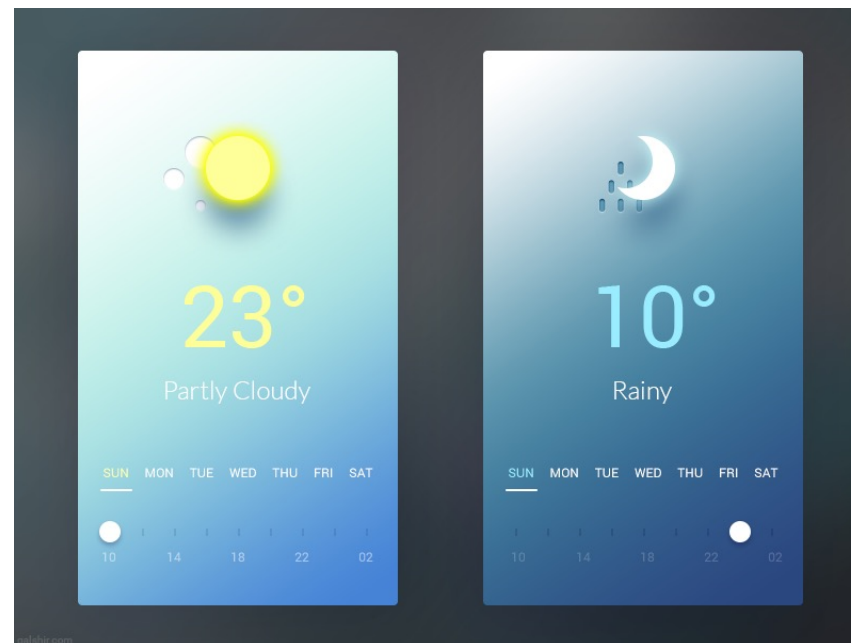 23°
Partly Cloudy
SUN MON TUE WED THU FRI SAT
10 14 18 22 02
10°
Rainy
SUN MON TUE WED THU FRI SAT
10 14 18 22 02